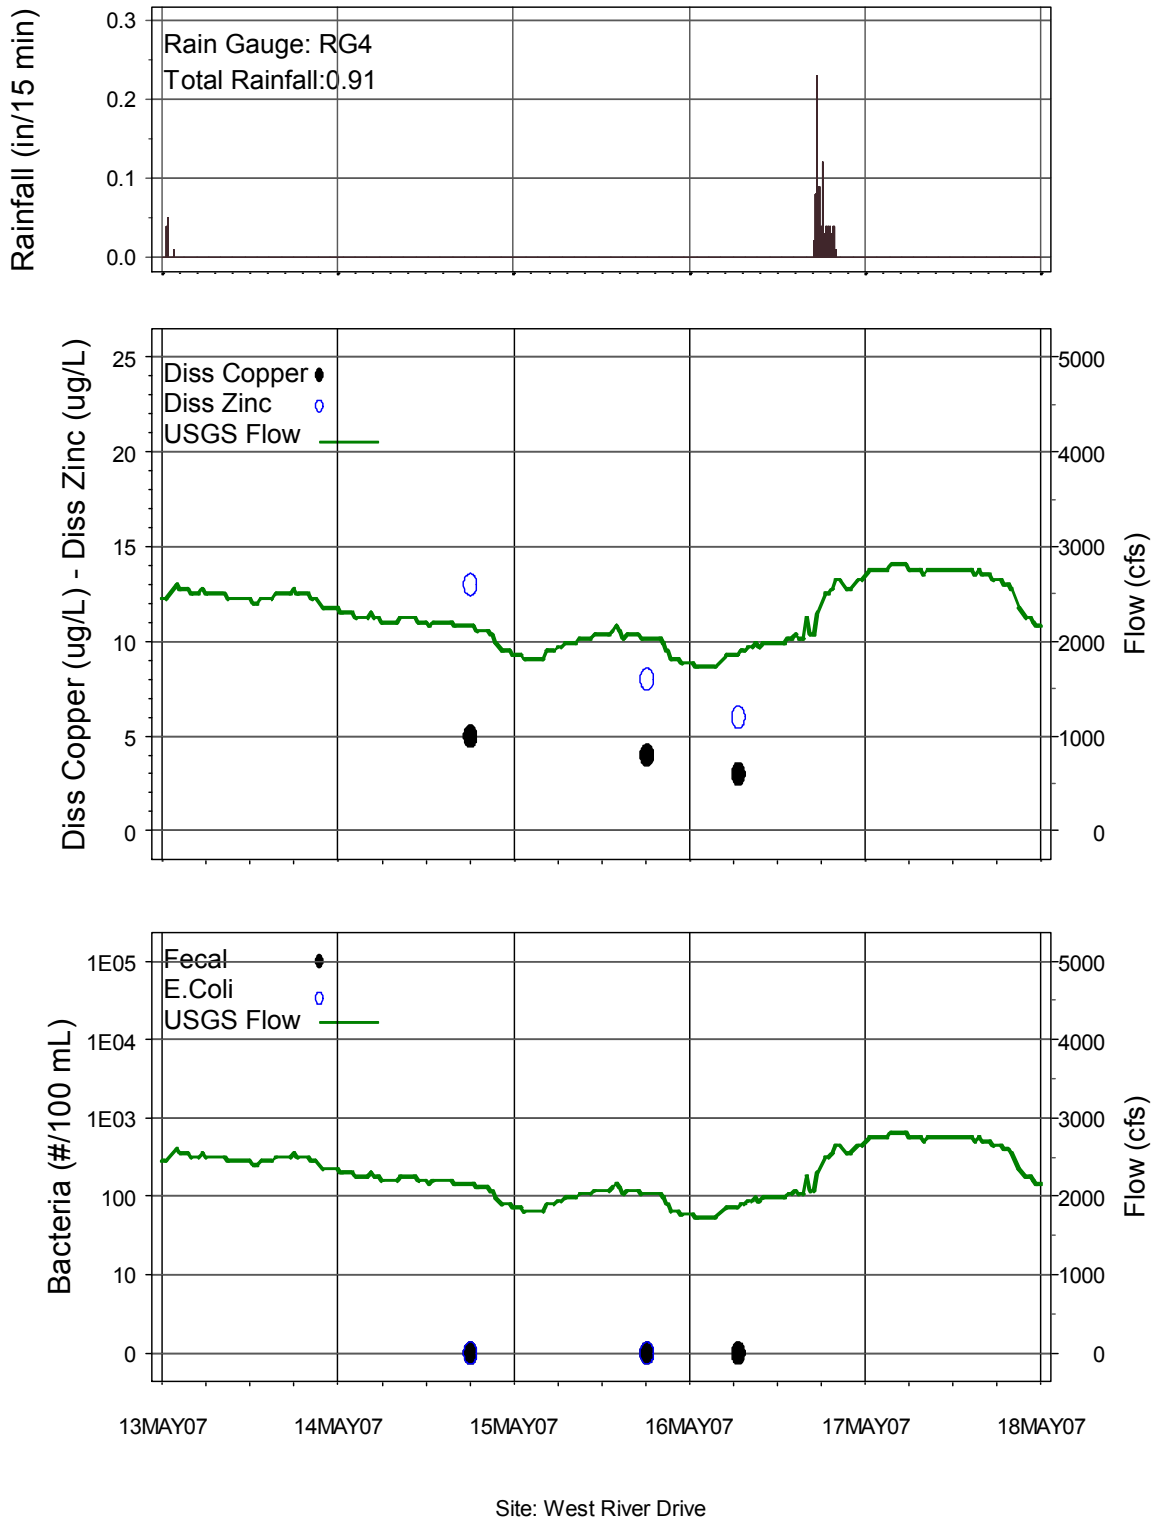 Rainfall (in/15 min)
0.3
0.2
0.1
0.0
Rain Gauge: RG4
Total Rainfall:0.91
Diss Copper (ug/L) - Diss Zinc (ug/L)
25
20
15
10
5
0
Diss Copper
Diss Zinc
USGS Flow
5000
4000
3000
2000
1000
0
Flow (cfs)
Bacteria (#/100 mL)
1E05
1E04
1E03
100
10
0
Fecal
E.Coli
USGS Flow
5000
4000
3000
2000
1000
0
Flow (cfs)
13MAY07 14MAY07 15MAY07 16MAY07 17MAY07 18MAY07
Site: West River Drive